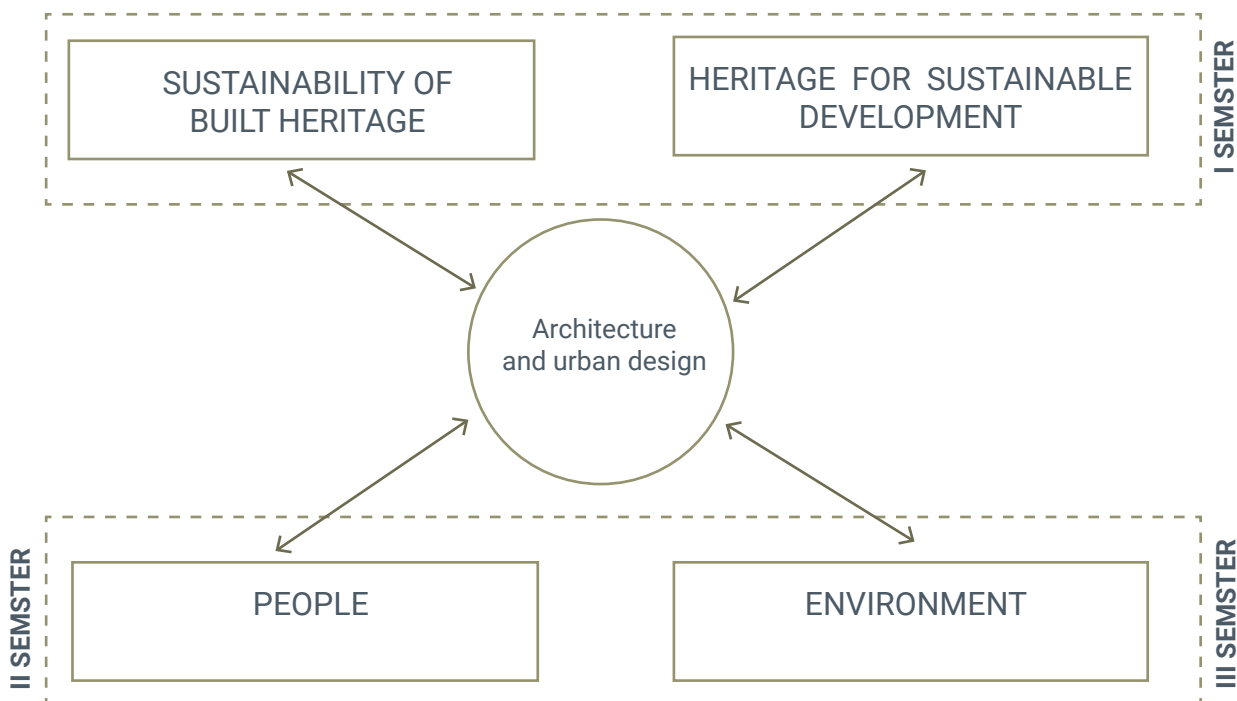 SUSTAINABILITY OF
BUILT HERITAGE
HERITAGE FOR SUSTAINABLE
DEVELOPMENT
I SEMSTER
Architecture
and urban design
II SEMSTER
PEOPLE
ENVIRONMENT
III SEMSTER